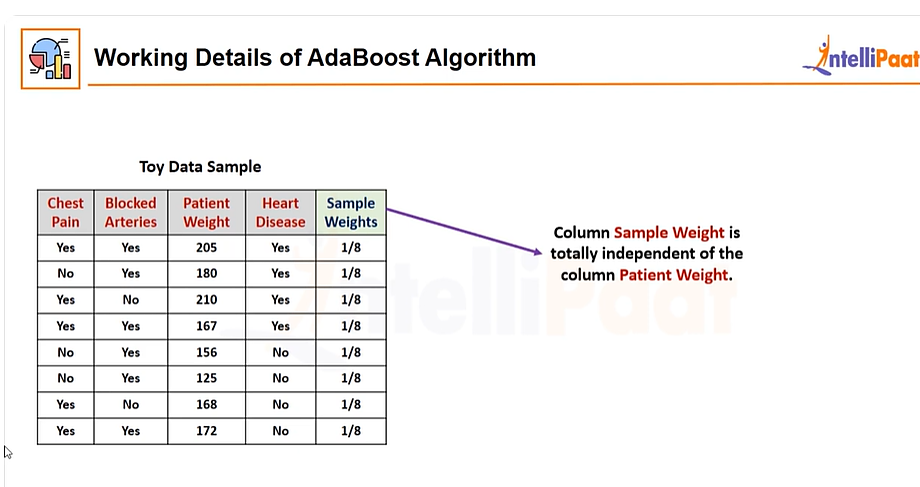 Working Details of AdaBoost Algorithm
IntelliPaat
Toy Data Sample
Chest Pain Blocked Arteries Patient Weight Heart Disease Sample Weights
Yes Yes 205 Yes 1/8
No Yes 180 Yes 1/8
Yes No 210 Yes 1/8
Yes Yes 167 Yes 1/8
No Yes 156 No 1/8
No Yes 125 No 1/8
Yes No 168 No 1/8
Yes Yes 172 No 1/8
Column Sample Weight is
totally independent of the
column Patient Weight.
IntelliPaat